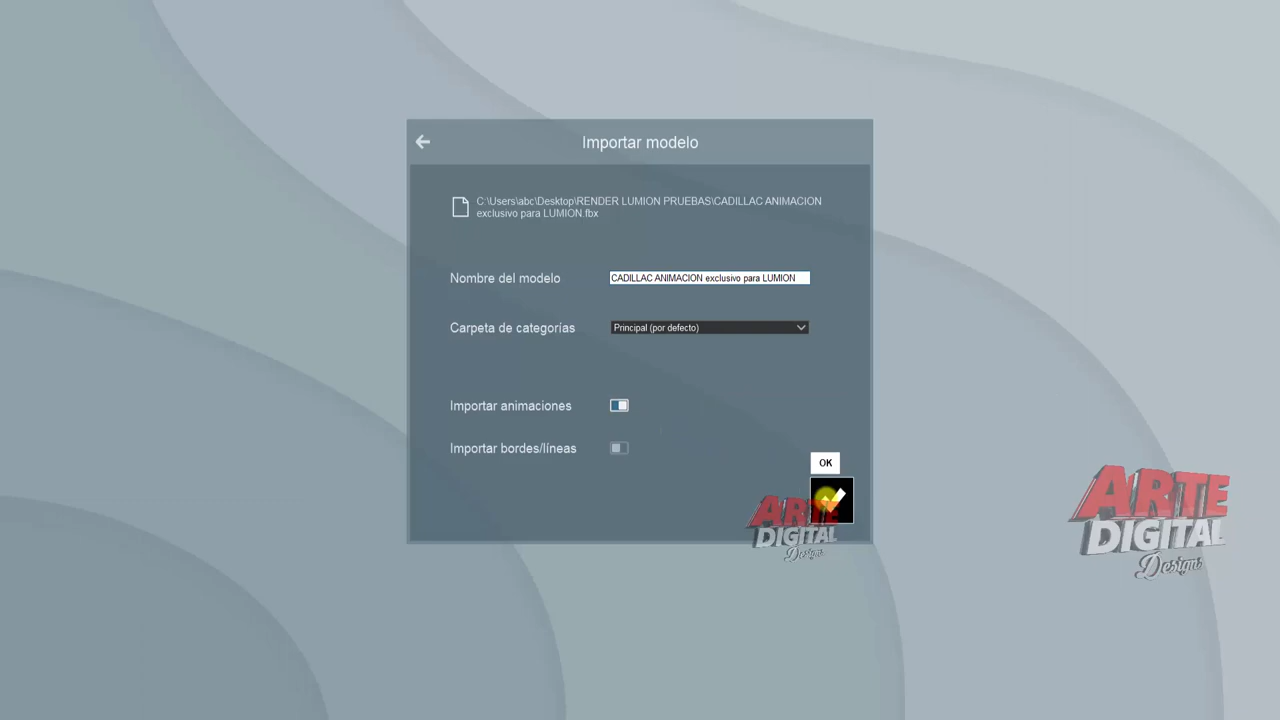 Importar modelo
C:\Users\abc\Desktop\RENDER LUMION PRUEBAS\CADILLAC ANIMACION
exclusivo para LUMION.fbx
Nombre del modelo
CADILLAC ANIMACION exclusivo para LUMION
Carpeta de categorías
Principal (por defecto)
Importar animaciones
Importar bordes/líneas
OK
ARTE
DIGITAL
Designs
ARTE
DIGITAL
Designs